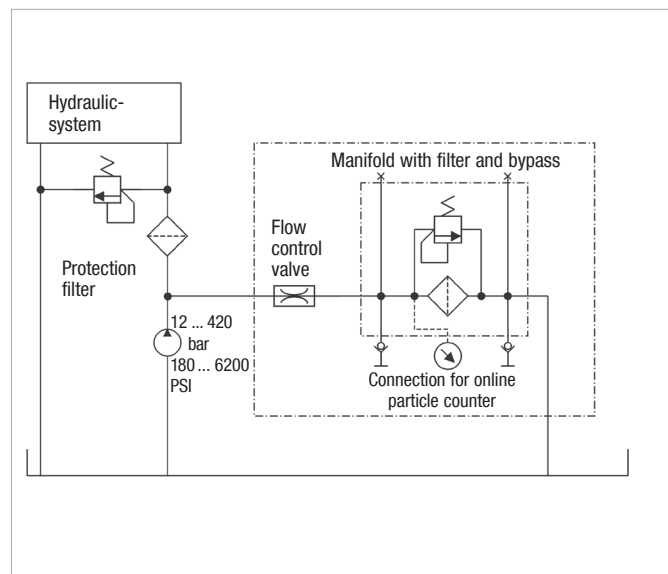 Hydraulic-
system
Manifold with filter and bypass
Flow
control
valve
Protection
filter
12 ... 420
bar
180 ... 6200
PSI
Connection for online
particle counter